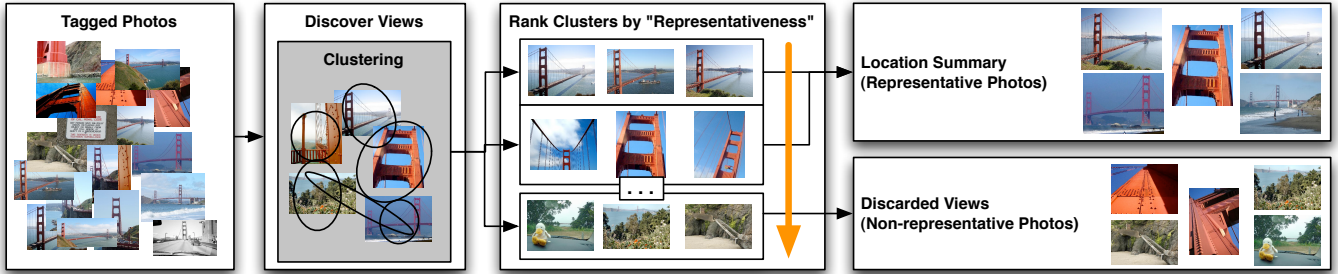 Tagged Photos
Discover Views
Clustering
Rank Clusters by "Representativeness"
...
Location Summary
(Representative Photos)
Discarded Views
(Non-representative Photos)